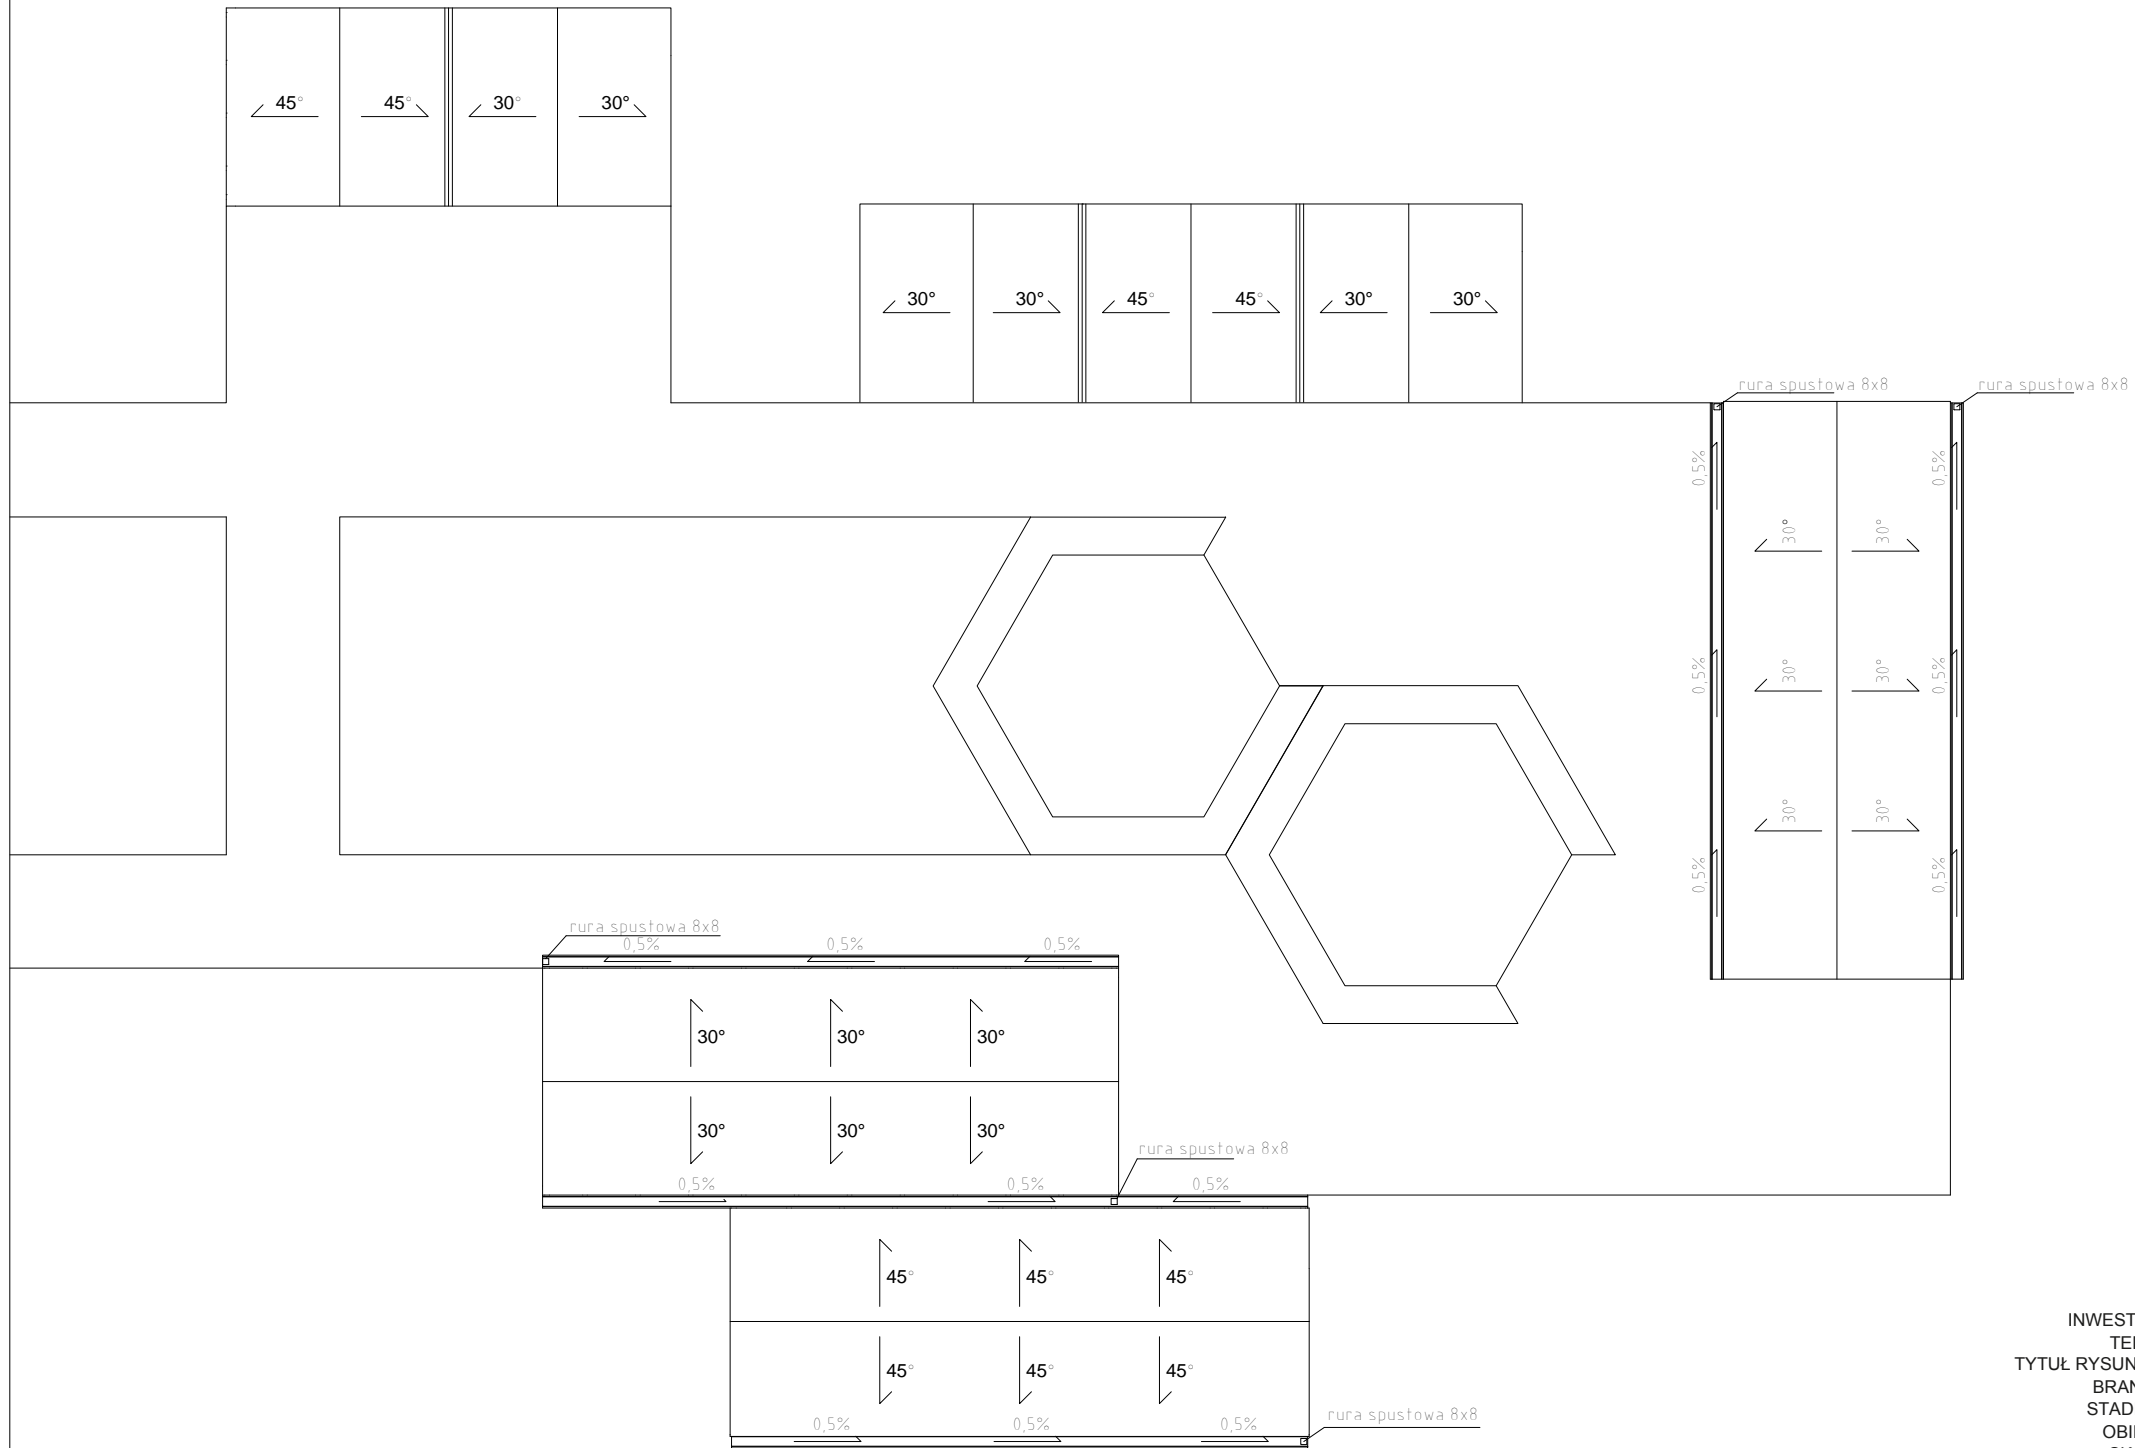 45° 45° 30° 30°
30° 30° 45° 45° 30° 30°
rura spustowa 8x8 rura spustowa 8x8
0,5% 0,5%
30° 30°
0,5% 30° 30° 0,5%
30° 30°
0,5% 0,5%
rura spustowa 8x8
0,5% 0,5% 0,5%
30° 30° 30°
30° 30° 30°
rura spustowa 8x8
0,5% 0,5% 0,5%
45° 45° 45°
45° 45° 45°
rura spustowa 8x8
0,5% 0,5% 0,5%
INWEST
TYTUŁ RYSUN
BRAN
STAD